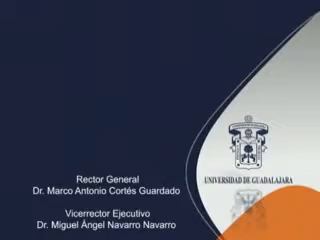 Rector General
Dr. Marco Antonio Cortés Guardado
Vicerrector Ejecutivo
Dr. Miguel Ángel Navarro Navarro
UNIVERSIDAD DE GUADALAJARA